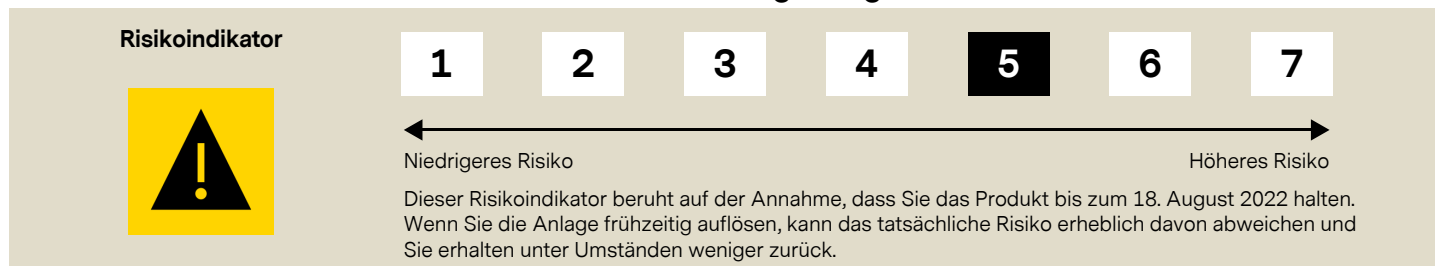 Risikoindikator
1 2 3 4 5 6 7
Niedrigeres Risiko Höheres Risiko
Dieser Risikoindikator beruht auf der Annahme, dass Sie das Produkt bis zum 18. August 2022 halten.
Wenn Sie die Anlage frühzeitig auflösen, kann das tatsächliche Risiko erheblich davon abweichen und
Sie erhalten unter Umständen weniger zurück.